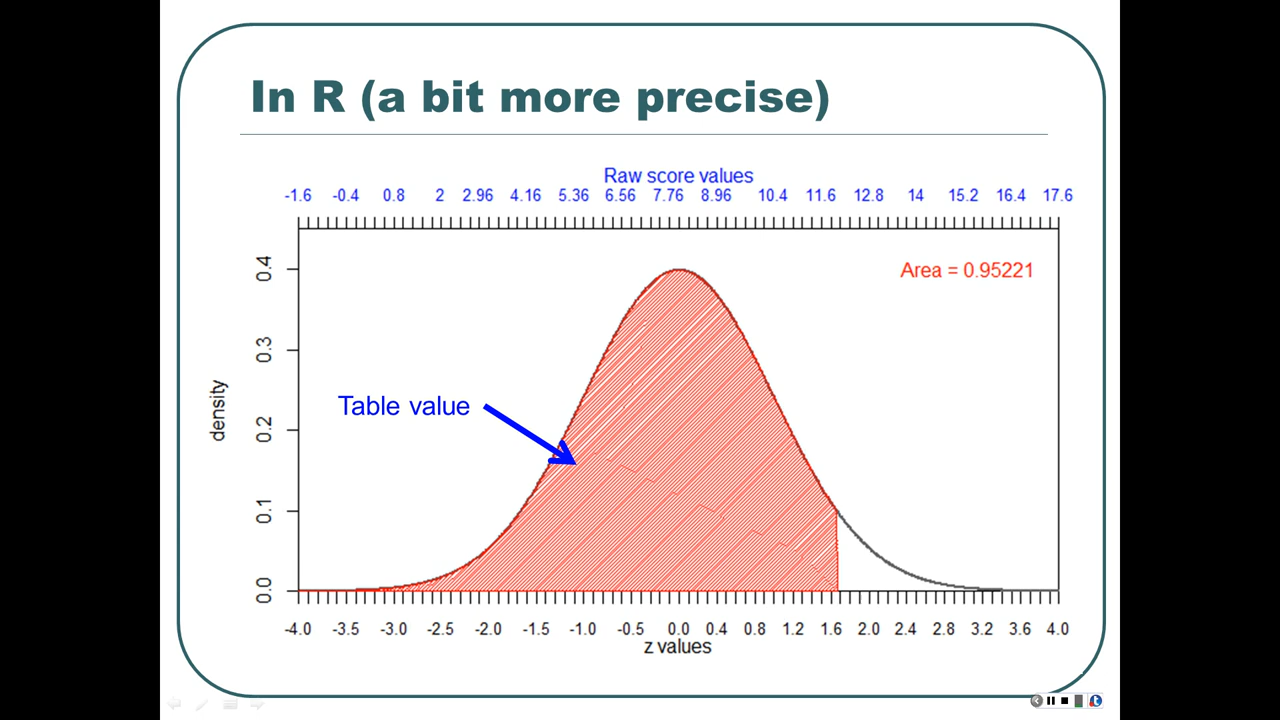 In R (a bit more precise)
Raw score values
-1.6 -0.4 0.8 2 2.96 4.16 5.36 6.56 7.76 8.96 10.4 11.6 12.8 14 15.2 16.4 17.6
Area = 0.95221
0.4
0.3
Table value
density
0.2
0.1
0.0
-4.0 -3.5 -3.0 -2.5 -2.0 -1.5 -1.0 -0.5 0.0 0.4 0.8 1.2 1.6 2.0 2.4 2.8 3.2 3.6 4.0
z values